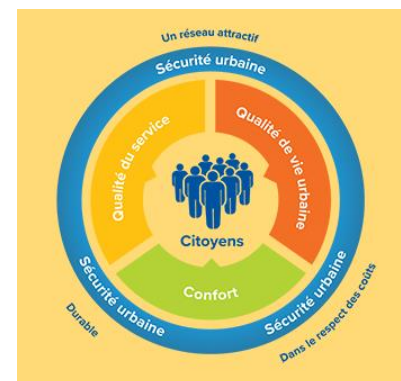 Un réseau attractif
Sécurité urbaine
Qualité du service
Qualité de vie urbaine
Citoyens
Confort
Sécurité urbaine
Sécurité urbaine
Durable
Dans le respect des coûts